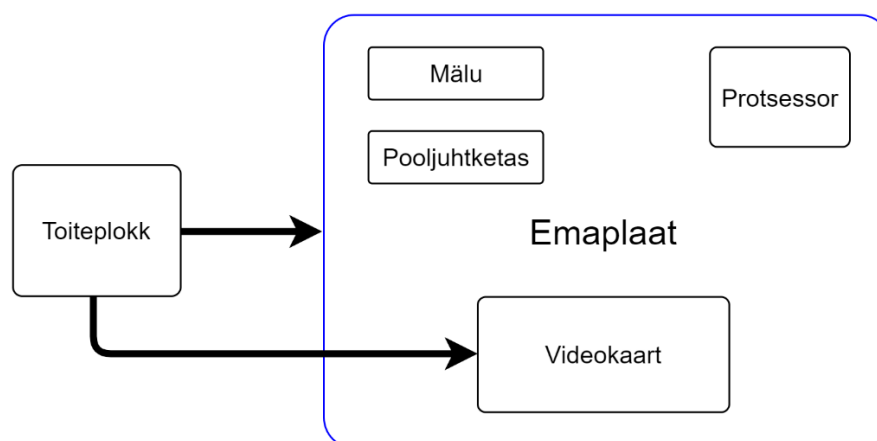 Mälu
Protsessor
Pooljuhtketas
Toiteplokk
Emaplaat
Videokaart